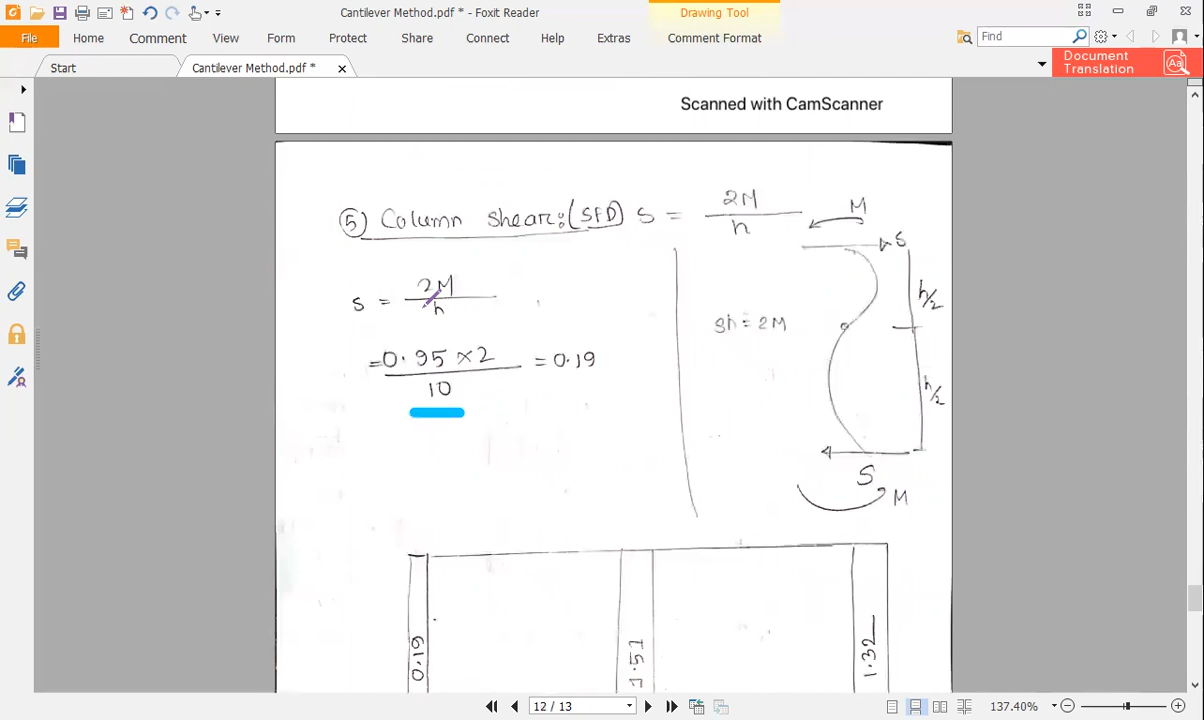 Cantilever Method.pdf * - Foxit Reader
Drawing Tool
File
Home
Comment
View
Form
Protect
Share
Connect
Help
Extras
Comment Format
Find
Start
Cantilever Method.pdf *
Document Translation
Scanned with CamScanner
⑤ Column Shear:(SFD) S = 2M / h
M
S
h/2
S = 2M / h
Sh = 2M
= 0.95 × 2 / 10 = 0.19
h/2
S
M
0.19
1.51
1.32
12 / 13
137.40%